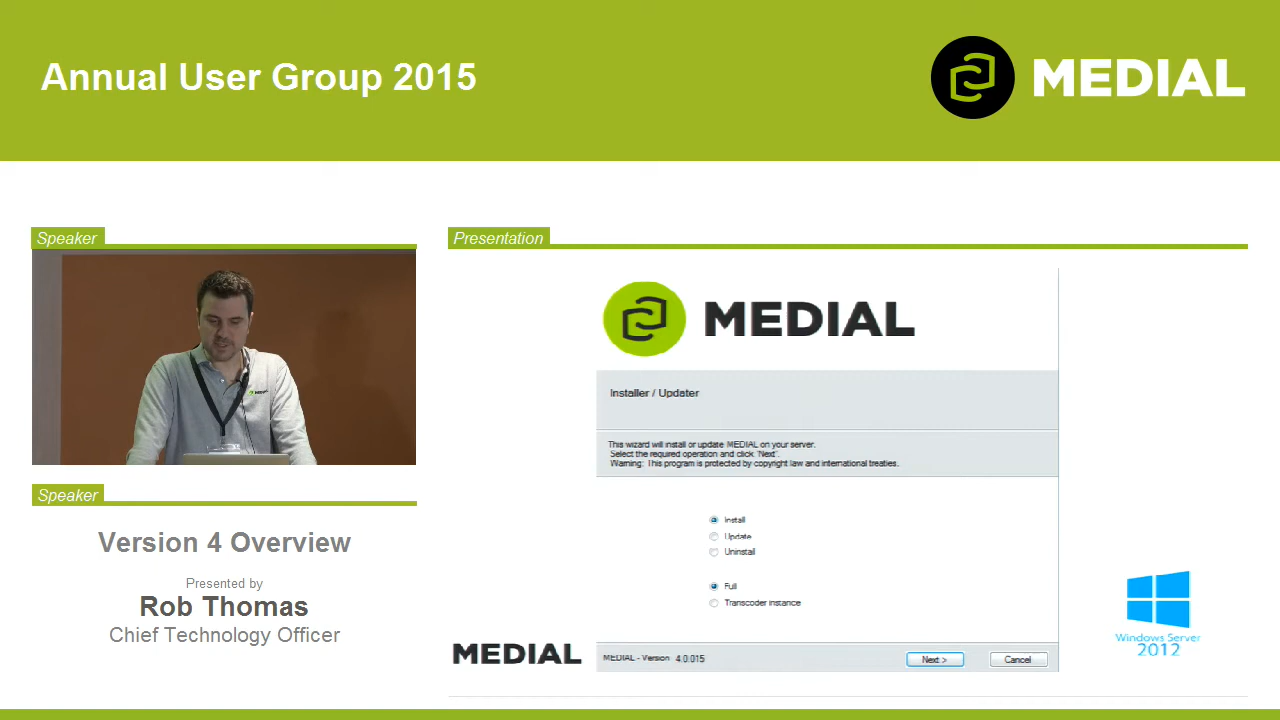 Annual User Group 2015
MEDIAL
Speaker
MEDIAL
Speaker
Version 4 Overview
Presented by
Rob Thomas
Chief Technology Officer
Presentation
MEDIAL
Installer / Updater
This wizard will install or update MEDIAL on your server.
Select the required operation and click 'Next'.
Warning: This program is protected by copyright law and international treaties.
Install
Update
Uninstall
Full
Transcoder instance
MEDIAL
MEDIAL - Version 4.0.015
Next >
Cancel
Windows Server
2012